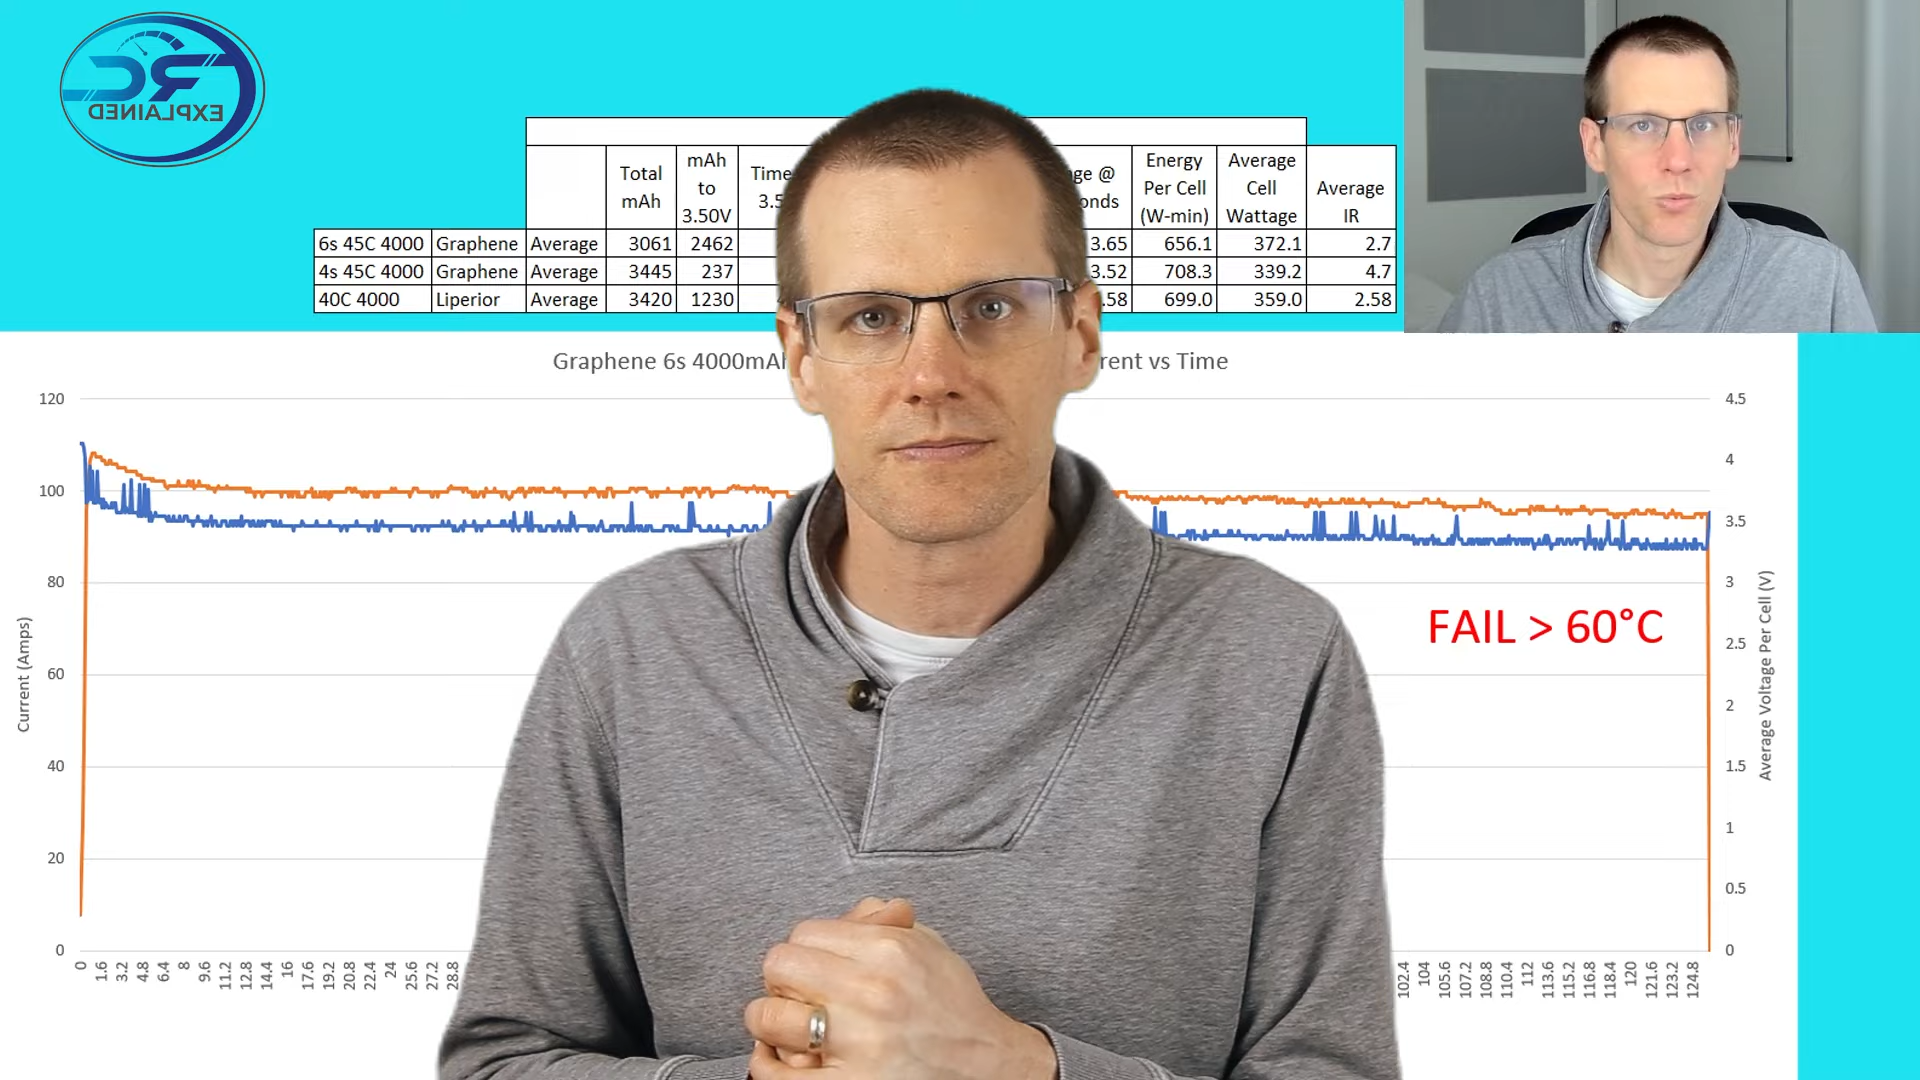 RC
EXPLAINED
Total mAh
mAh to 3.50V
Time
Energy Per Cell (W-min)
Average Cell Wattage
Average IR
6s 45C 4000 Graphene Average 3061 2462 3.65 656.1 372.1 2.7
4s 45C 4000 Graphene Average 3445 237 3.52 708.3 339.2 4.7
40C 4000 Liperior Average 3420 1230 .58 699.0 359.0 2.58
Graphene 6s 4000mAh vs Time
120
100
80
60
40
20
0
Current (Amps)
4.5
4
3.5
3
2.5
2
1.5
1
0.5
0
Average Voltage Per Cell (V)
FAIL > 60°C
0 1.6 3.2 4.8 6.4 8 9.6 11.2 12.8 14.4 16 17.6 19.2 20.8 22.4 24 25.6 27.2 28.8 102.4 104 105.6 107.2 108.8 110.4 112 113.6 115.2 116.8 118.4 120 121.6 123.2 124.8